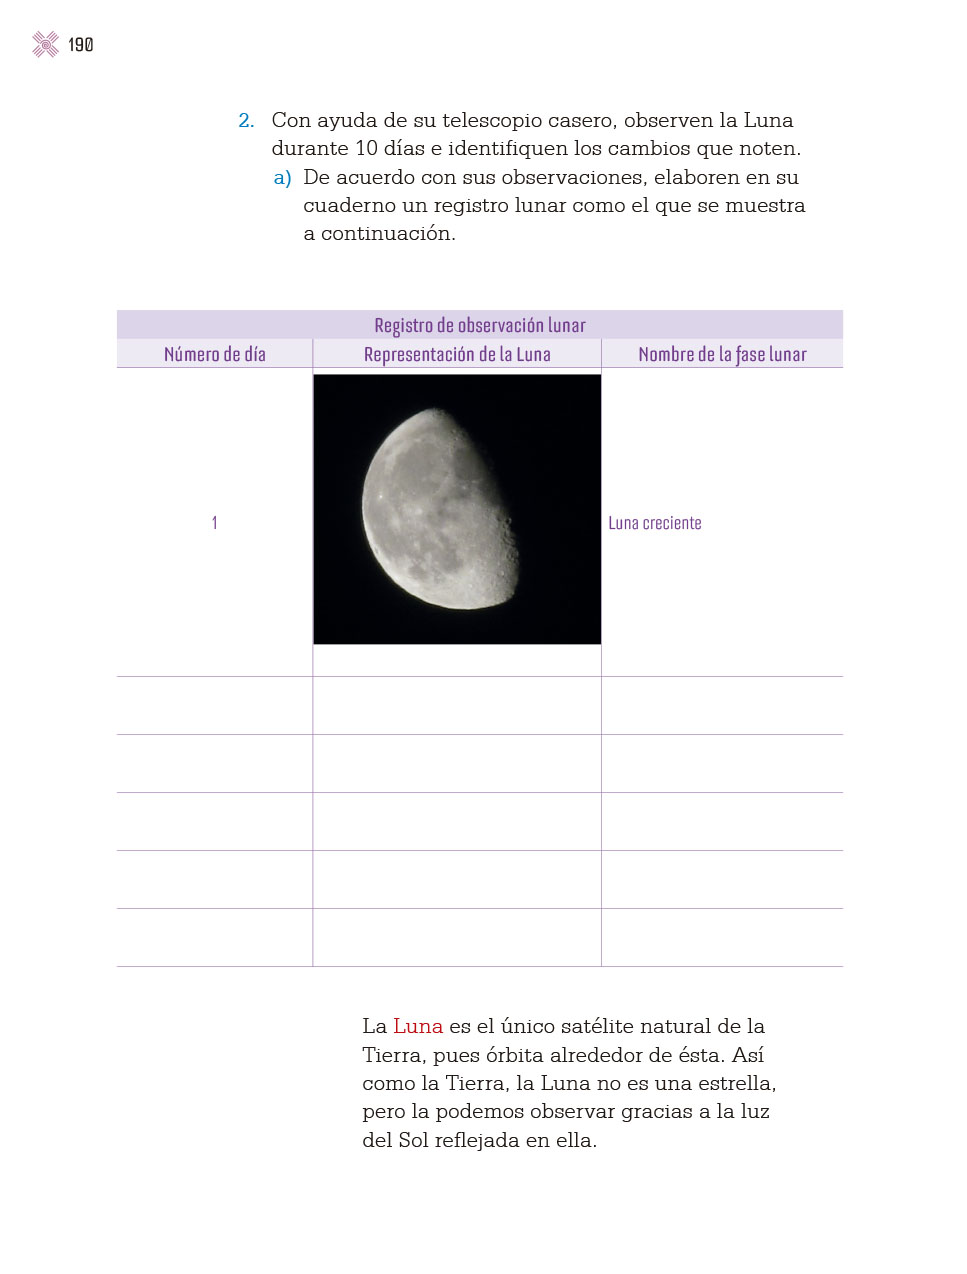 190
2. Con ayuda de su telescopio casero, observen la Luna
durante 10 días e identifiquen los cambios que noten.
a) De acuerdo con sus observaciones, elaboren en su
cuaderno un registro lunar como el que se muestra
a continuación.
Registro de observación lunar
Número de día Representación de la Luna Nombre de la fase lunar
1 Luna creciente
La Luna es el único satélite natural de la
Tierra, pues órbita alrededor de ésta. Así
como la Tierra, la Luna no es una estrella,
pero la podemos observar gracias a la luz
del Sol reflejada en ella.